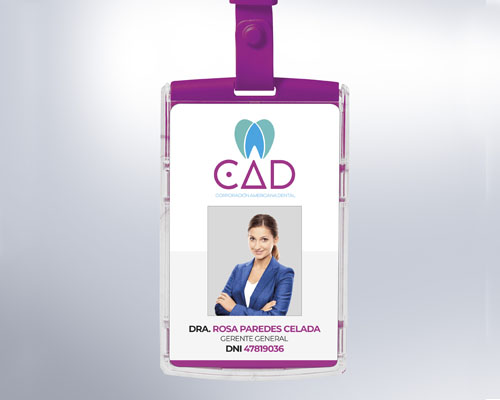 CAD
CORPORACIÓN AMERICANA DENTAL
DRA. ROSA PAREDES CELADA
GERENTE GENERAL
DNI 47819036